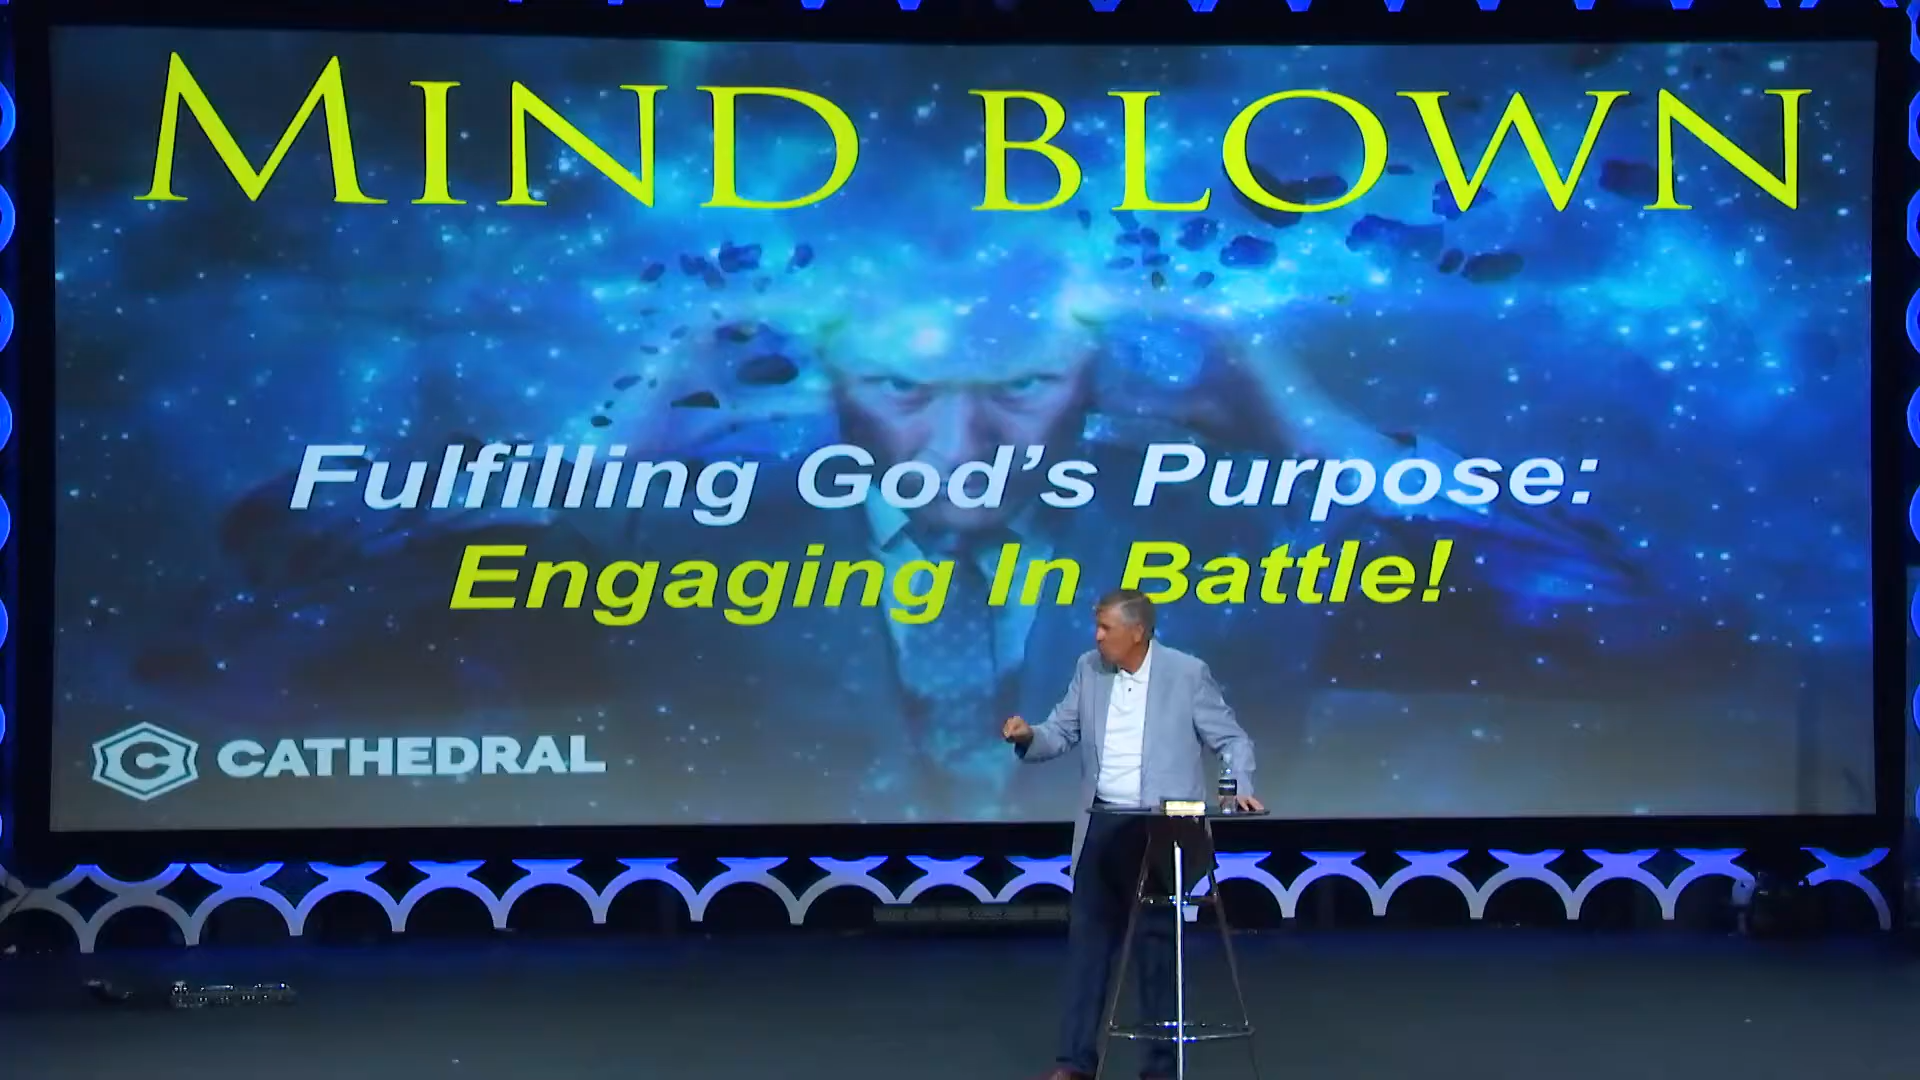 MIND BLOWN
Fulfilling God's Purpose:
Engaging In Battle!
C CATHEDRAL